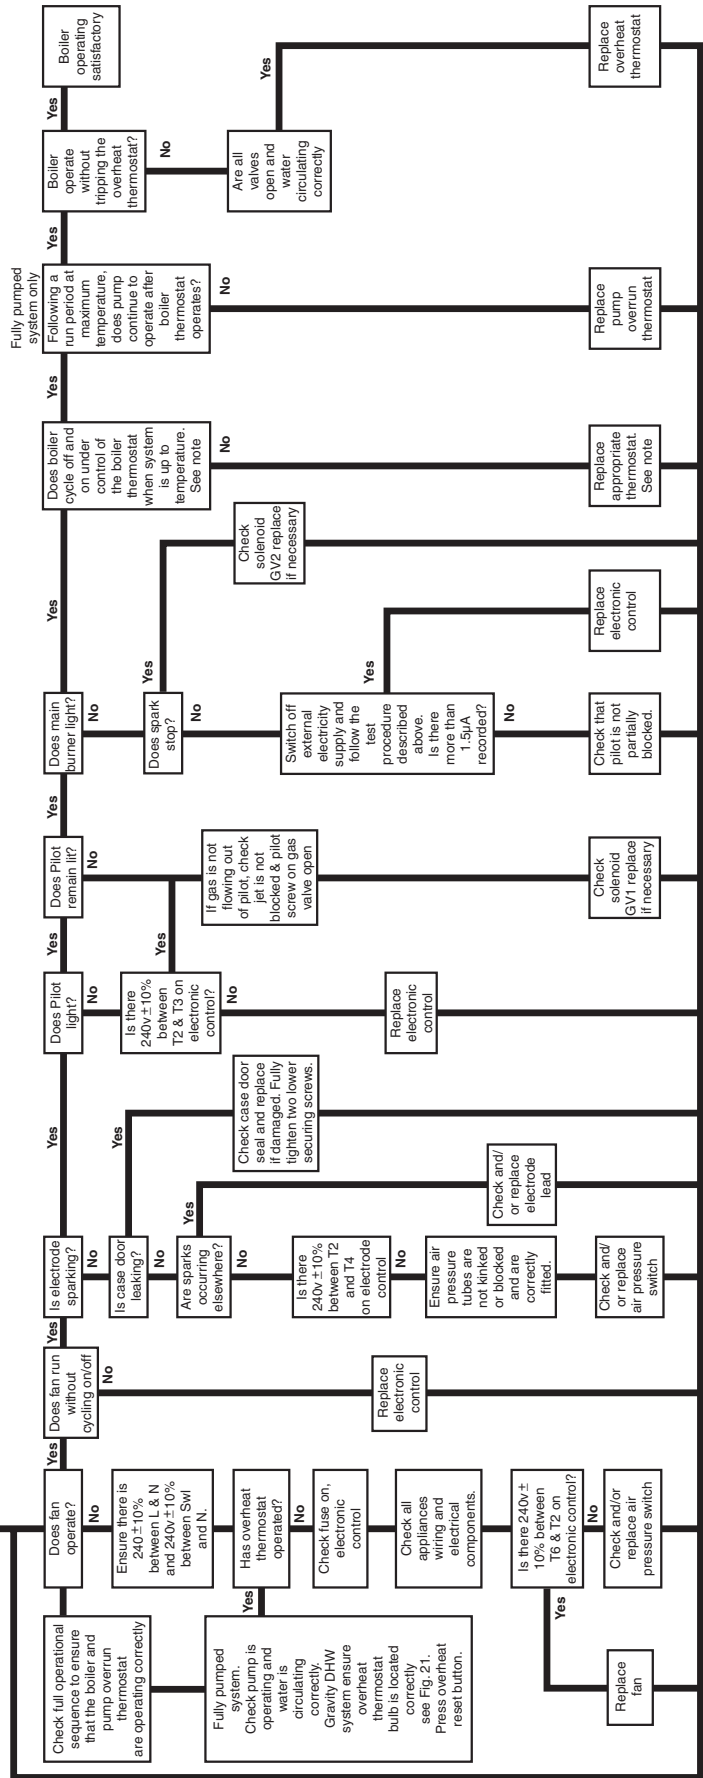 Does fan
operate?
No
Ensure there is
240±10%
between L & N
and 240v±10%
between Swl
and N.
Has overheat
thermostat
operated?
Yes
Fully pumped
system.
Check pump is
operating and
water is
circulating
correctly.
Gravity DHW
system ensure
overheat
thermostat
bulb is located
correctly
see Fig. 21.
Press overheat
reset button.
Check full operational
sequence to ensure
that the boiler and
pump overrun
thermostat
are operating correctly
No
Check fuse on,
electronic
control
Check all
appliances
wiring and
electrical
components.
Is there 240v±
10% between
T6 & T2 on
electronic control?
Yes
Replace
fan
No
Check and/or
replace air
pressure switch
Yes
Does fan run
without
cycling on/off
No
Replace
electronic
control
Yes
Is electrode
sparking?
No
Is case door
leaking?
Yes
Check case door
seal and replace
if damaged. Fully
tighten two lower
securing screws.
No
Are sparks
occurring
elsewhere?
Yes
Check and/
or replace
electrode
lead
No
Is there
240v±10%
between T2
and T4
on electrode
control
No
Ensure air
pressure
tubes are
not kinked
or blocked
and are
correctly
fitted.
Check and/
or replace
air pressure
switch
Yes
Does Pilot
light?
No
Is there
240v±10%
between
T2 & T3 on
electronic
control?
Yes
No
Replace
electronic
control
Yes
Does Pilot
remain lit?
No
If gas is not
flowing out
of pilot, check
jet is not
blocked & pilot
screw on gas
valve open
Check
solenoid
GV1 replace
if necessary
Yes
Does main
burner light?
No
Does spark
stop?
Yes
Check
solenoid
GV2 replace
if necessary
No
Switch off
external
electricity
supply and
follow the
test
procedure
described
above.
Is there
more than
1.5µA
recorded?
Yes
Replace
electronic
control
No
Check that
pilot is not
partially
blocked.
Yes
Does boiler
cycle off and
on under
control of
the boiler
thermostat
when system
is up to
temperature.
See note
No
Replace
appropriate
thermostat.
See note
Yes
Fully pumped
system only
Following a
run period at
maximum
temperature,
does pump
continue to
operate after
boiler
thermostat
operates?
No
Replace
pump
overrun
thermostat
Yes
Boiler
operate
without
tripping the
overheat
thermostat?
No
Are all
valves
open and
water
circulating
correctly
Yes
Replace
overheat
thermostat
Yes
Boiler
operating
satisfactory